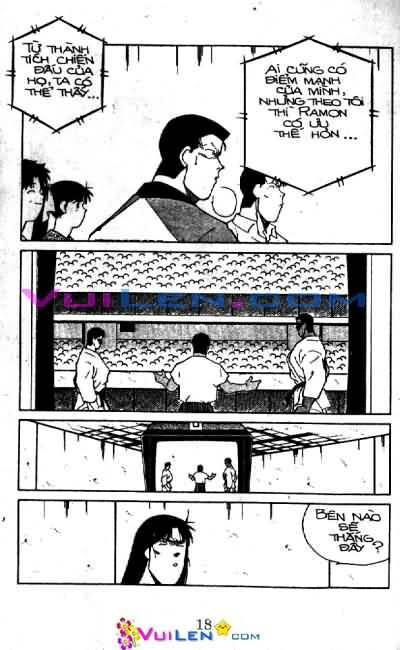 TỪ THÀNH
TÍCH CHIẾN
ĐẤU CỦA
HỌ, TA CÓ
THỂ THẤY...
AI CŨNG CÓ
ĐIỂM MẠNH
CỦA MÌNH,
NHƯNG THEO TÔI
THÌ RAMON
CÓ ƯU
THẾ HƠN...
VUILEN.COM
BÊN NÀO
SẼ
THẮNG
ĐÂY?
18
VUILEN.COM